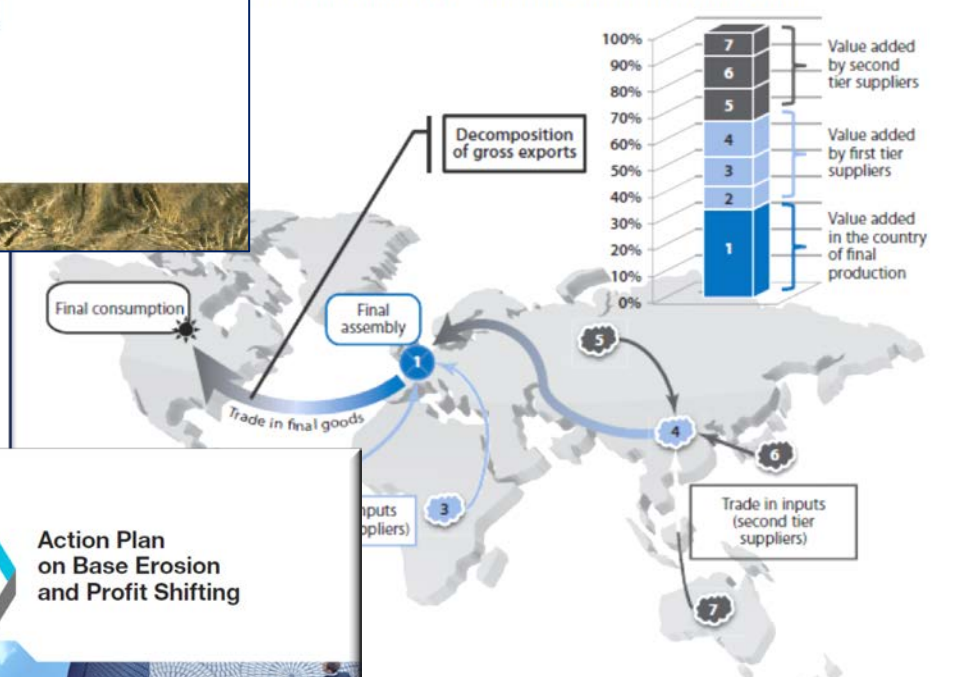 100%
90%
80%
70%
60%
50%
40%
30%
20%
10%
0%
7
6
5
4
3
2
1
Value added
by second
tier suppliers
Value added
by first tier
suppliers
Value added
in the country
of final
production
Decomposition
of gross exports
Final consumption
Final
assembly
1
Trade in final goods
5
4
6
3
Trade in inputs
(second tier
suppliers)
7
Action Plan
on Base Erosion
and Profit Shifting